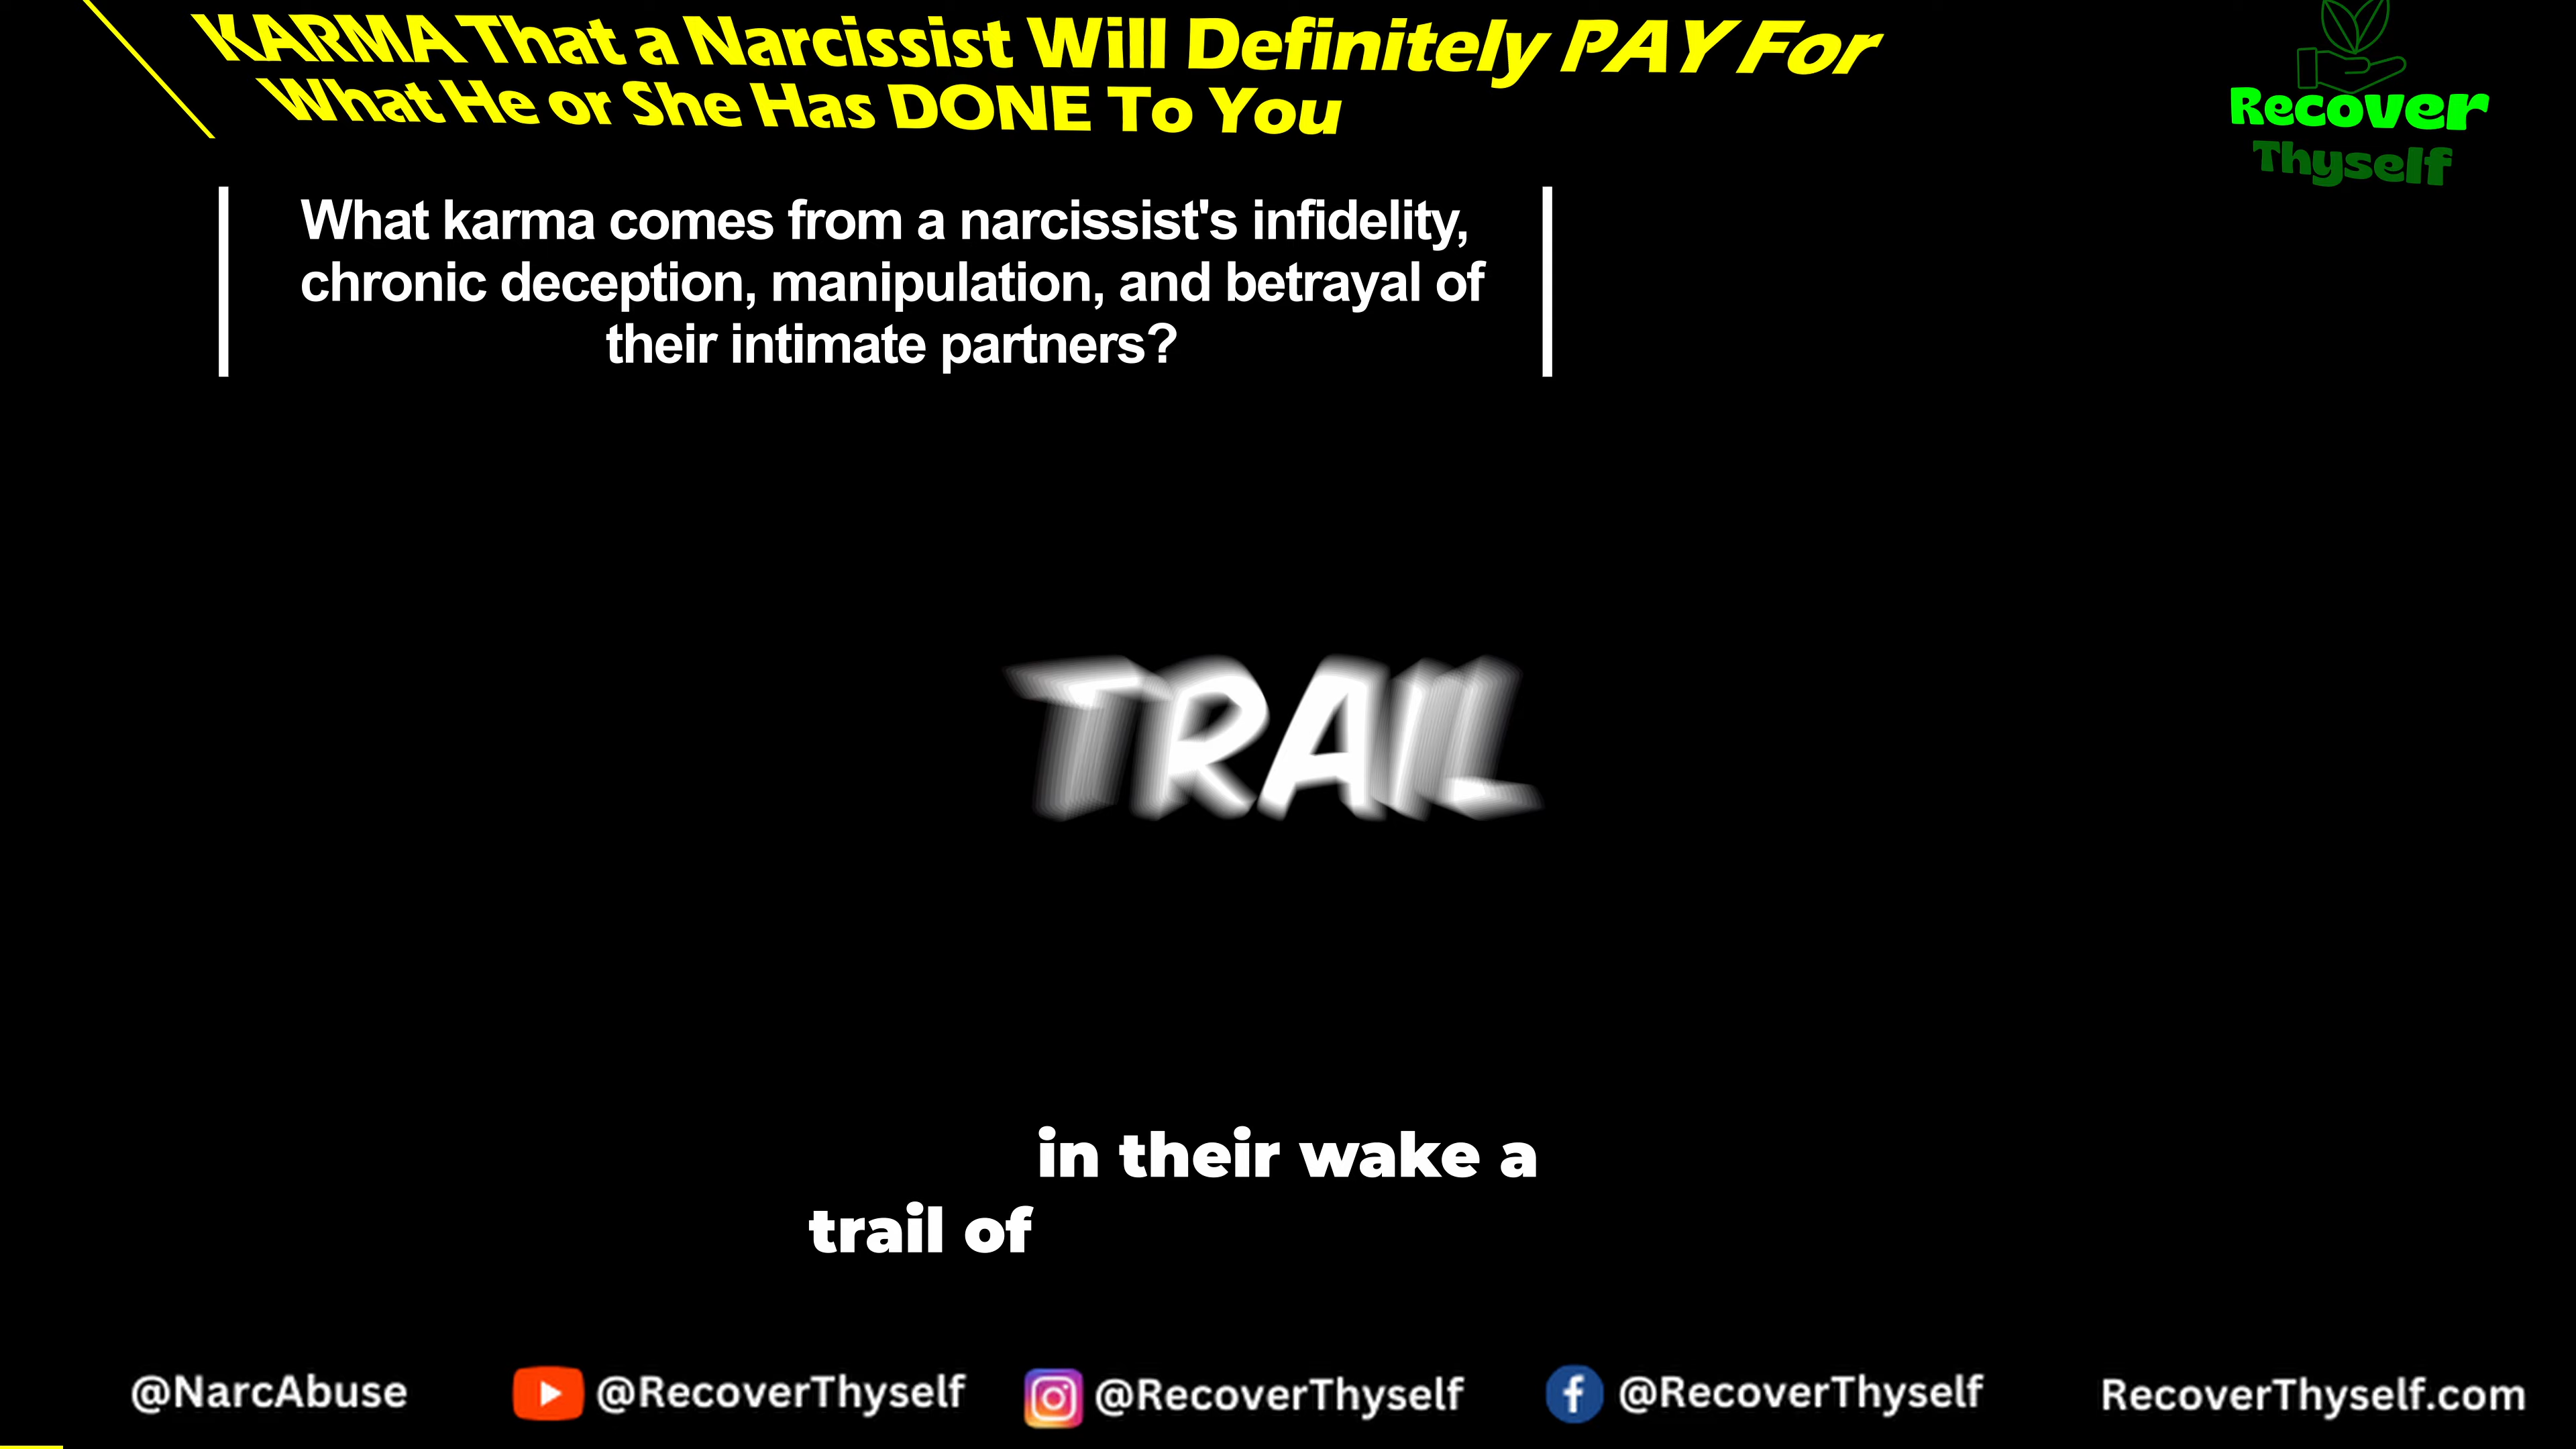 KARMA That a Narcissist Will Definitely PAY For
What He or She Has DONE To You
Recover
Thyself
What karma comes from a narcissist's infidelity,
chronic deception, manipulation, and betrayal of
their intimate partners?
TRAIL
in their wake a
trail of
@NarcAbuse
@RecoverThyself
@RecoverThyself
@RecoverThyself
RecoverThyself.com